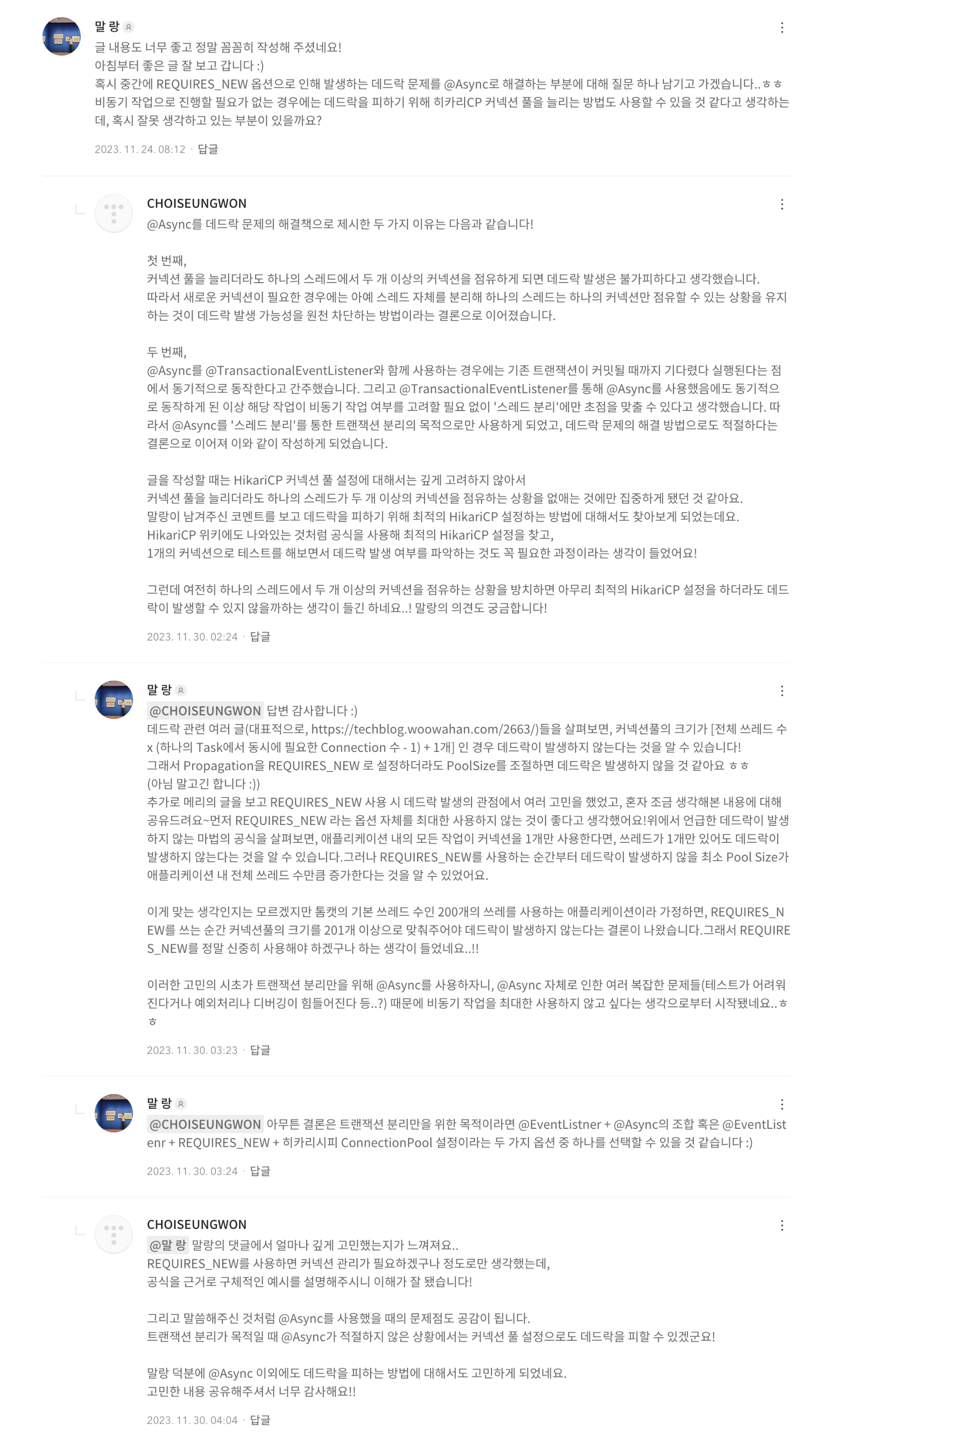 말 랑
글 내용도 너무 좋고 정말 꼼꼼히 작성해 주셨네요!
아침부터 좋은 글 잘 보고 갑니다 :)
혹시 중간에 REQUIRES_NEW 옵션으로 인해 발생하는 데드락 문제를 @Async로 해결하는 부분에 대해 질문 하나 남기고 가겠습니다..ㅎㅎ
비동기 작업으로 진행할 필요가 없는 경우에는 데드락을 피하기 위해 히카리CP 커넥션 풀을 늘리는 방법도 사용할 수 있을 것 같다고 생각하는
데, 혹시 잘못 생각하고 있는 부분이 있을까요?
2023. 11. 24. 08:12 · 답글
CHOISEUNGWON
@Async를 데드락 문제의 해결책으로 제시한 두 가지 이유는 다음과 같습니다!
첫 번째,
커넥션 풀을 늘리더라도 하나의 스레드에서 두 개 이상의 커넥션을 점유하게 되면 데드락 발생은 불가피하다고 생각했습니다.
따라서 새로운 커넥션이 필요한 경우에는 아예 스레드 자체를 분리해 하나의 스레드는 하나의 커넥션만 점유할 수 있는 상황을 유지
하는 것이 데드락 발생 가능성을 원천 차단하는 방법이라는 결론으로 이어졌습니다.
두 번째,
@Async를 @TransactionalEventListener와 함께 사용하는 경우에는 기존 트랜잭션이 커밋될 때까지 기다렸다 실행된다는 점
에서 동기적으로 동작한다고 간주했습니다. 그리고 @TransactionalEventListener를 통해 @Async를 사용했음에도 동기적으
로 동작하게 된 이상 해당 작업이 비동기 작업 여부를 고려할 필요 없이 '스레드 분리'에만 초점을 맞출 수 있다고 생각했습니다. 따
라서 @Async를 '스레드 분리'를 통한 트랜잭션 분리의 목적으로만 사용하게 되었고, 데드락 문제의 해결 방법으로도 적절하다는
결론으로 이어져 이와 같이 작성하게 되었습니다.
글을 작성할 때는 HikariCP 커넥션 풀 설정에 대해서는 깊게 고려하지 않아서
커넥션 풀을 늘리더라도 하나의 스레드가 두 개 이상의 커넥션을 점유하는 상황을 없애는 것에만 집중하게 됐던 것 같아요.
말랑이 남겨주신 코멘트를 보고 데드락을 피하기 위해 최적의 HikariCP 설정하는 방법에 대해서도 찾아보게 되었는데요.
HikariCP 위키에도 나와있는 것처럼 공식을 사용해 최적의 HikariCP 설정을 찾고,
1개의 커넥션으로 테스트를 해보면서 데드락 발생 여부를 파악하는 것도 꼭 필요한 과정이라는 생각이 들었어요!
그런데 여전히 하나의 스레드에서 두 개 이상의 커넥션을 점유하는 상황을 방치하면 아무리 최적의 HikariCP 설정을 하더라도 데드
락이 발생할 수 있지 않을까하는 생각이 들긴 하네요..! 말랑의 의견도 궁금합니다!
2023. 11. 30. 02:24 · 답글
말 랑
@CHOISEUNGWON 답변 감사합니다 :)
데드락 관련 여러 글(대표적으로, https://techblog.woowahan.com/2663/)들을 살펴보면, 커넥션풀의 크기가 [전체 쓰레드 수
x (하나의 Task에서 동시에 필요한 Connection 수 - 1) + 1개] 인 경우 데드락이 발생하지 않는다는 것을 알 수 있습니다!
그래서 Propagation을 REQUIRES_NEW 로 설정하더라도 PoolSize를 조절하면 데드락은 발생하지 않을 것 같아요 ㅎㅎ
(아님 말고긴 합니다 :))
추가로 메리의 글을 보고 REQUIRES_NEW 사용 시 데드락 발생의 관점에서 여러 고민을 했었고, 혼자 조금 생각해본 내용에 대해
공유드려요~먼저 REQUIRES_NEW 라는 옵션 자체를 최대한 사용하지 않는 것이 좋다고 생각했어요!위에서 언급한 데드락이 발생
하지 않는 마법의 공식을 살펴보면, 애플리케이션 내의 모든 작업이 커넥션을 1개만 사용한다면, 쓰레드가 1개만 있어도 데드락이
발생하지 않는다는 것을 알 수 있습니다.그러나 REQUIRES_NEW를 사용하는 순간부터 데드락이 발생하지 않을 최소 Pool Size가
애플리케이션 내 전체 쓰레드 수만큼 증가한다는 것을 알 수 있었어요.
이게 맞는 생각인지는 모르겠지만 톰캣의 기본 쓰레드 수인 200개의 쓰레를 사용하는 애플리케이션이라 가정하면, REQUIRES_N
EW를 쓰는 순간 커넥션풀의 크기를 201개 이상으로 맞춰주어야 데드락이 발생하지 않는다는 결론이 나왔습니다.그래서 REQUIRE
S_NEW를 정말 신중히 사용해야 하겠구나 하는 생각이 들었네요..!!
이러한 고민의 시초가 트랜잭션 분리만을 위해 @Async를 사용하자니, @Async 자체로 인한 여러 복잡한 문제들(테스트가 어려워
진다거나 예외처리나 디버깅이 힘들어진다 등..?) 때문에 비동기 작업을 최대한 사용하지 않고 싶다는 생각으로부터 시작됐네요..ㅎ
ㅎ
2023. 11. 30. 03:23 · 답글
말 랑
@CHOISEUNGWON 아무튼 결론은 트랜잭션 분리만을 위한 목적이라면 @EventListner + @Async의 조합 혹은 @EventList
enr + REQUIRES_NEW + 히카리시피 ConnectionPool 설정이라는 두 가지 옵션 중 하나를 선택할 수 있을 것 같습니다 :)
2023. 11. 30. 03:24 · 답글
CHOISEUNGWON
@말 랑 말랑의 댓글에서 얼마나 깊게 고민했는지가 느껴져요..
REQUIRES_NEW를 사용하면 커넥션 관리가 필요하겠구나 정도로만 생각했는데,
공식을 근거로 구체적인 예시를 설명해주시니 이해가 잘 됐습니다!
그리고 말씀해주신 것처럼 @Async를 사용했을 때의 문제점도 공감이 됩니다.
트랜잭션 분리가 목적일 때 @Async가 적절하지 않은 상황에서는 커넥션 풀 설정으로도 데드락을 피할 수 있겠군요!
말랑 덕분에 @Async 이외에도 데드락을 피하는 방법에 대해서도 고민하게 되었네요.
고민한 내용 공유해주셔서 너무 감사해요!!
2023. 11. 30. 04:04 · 답글